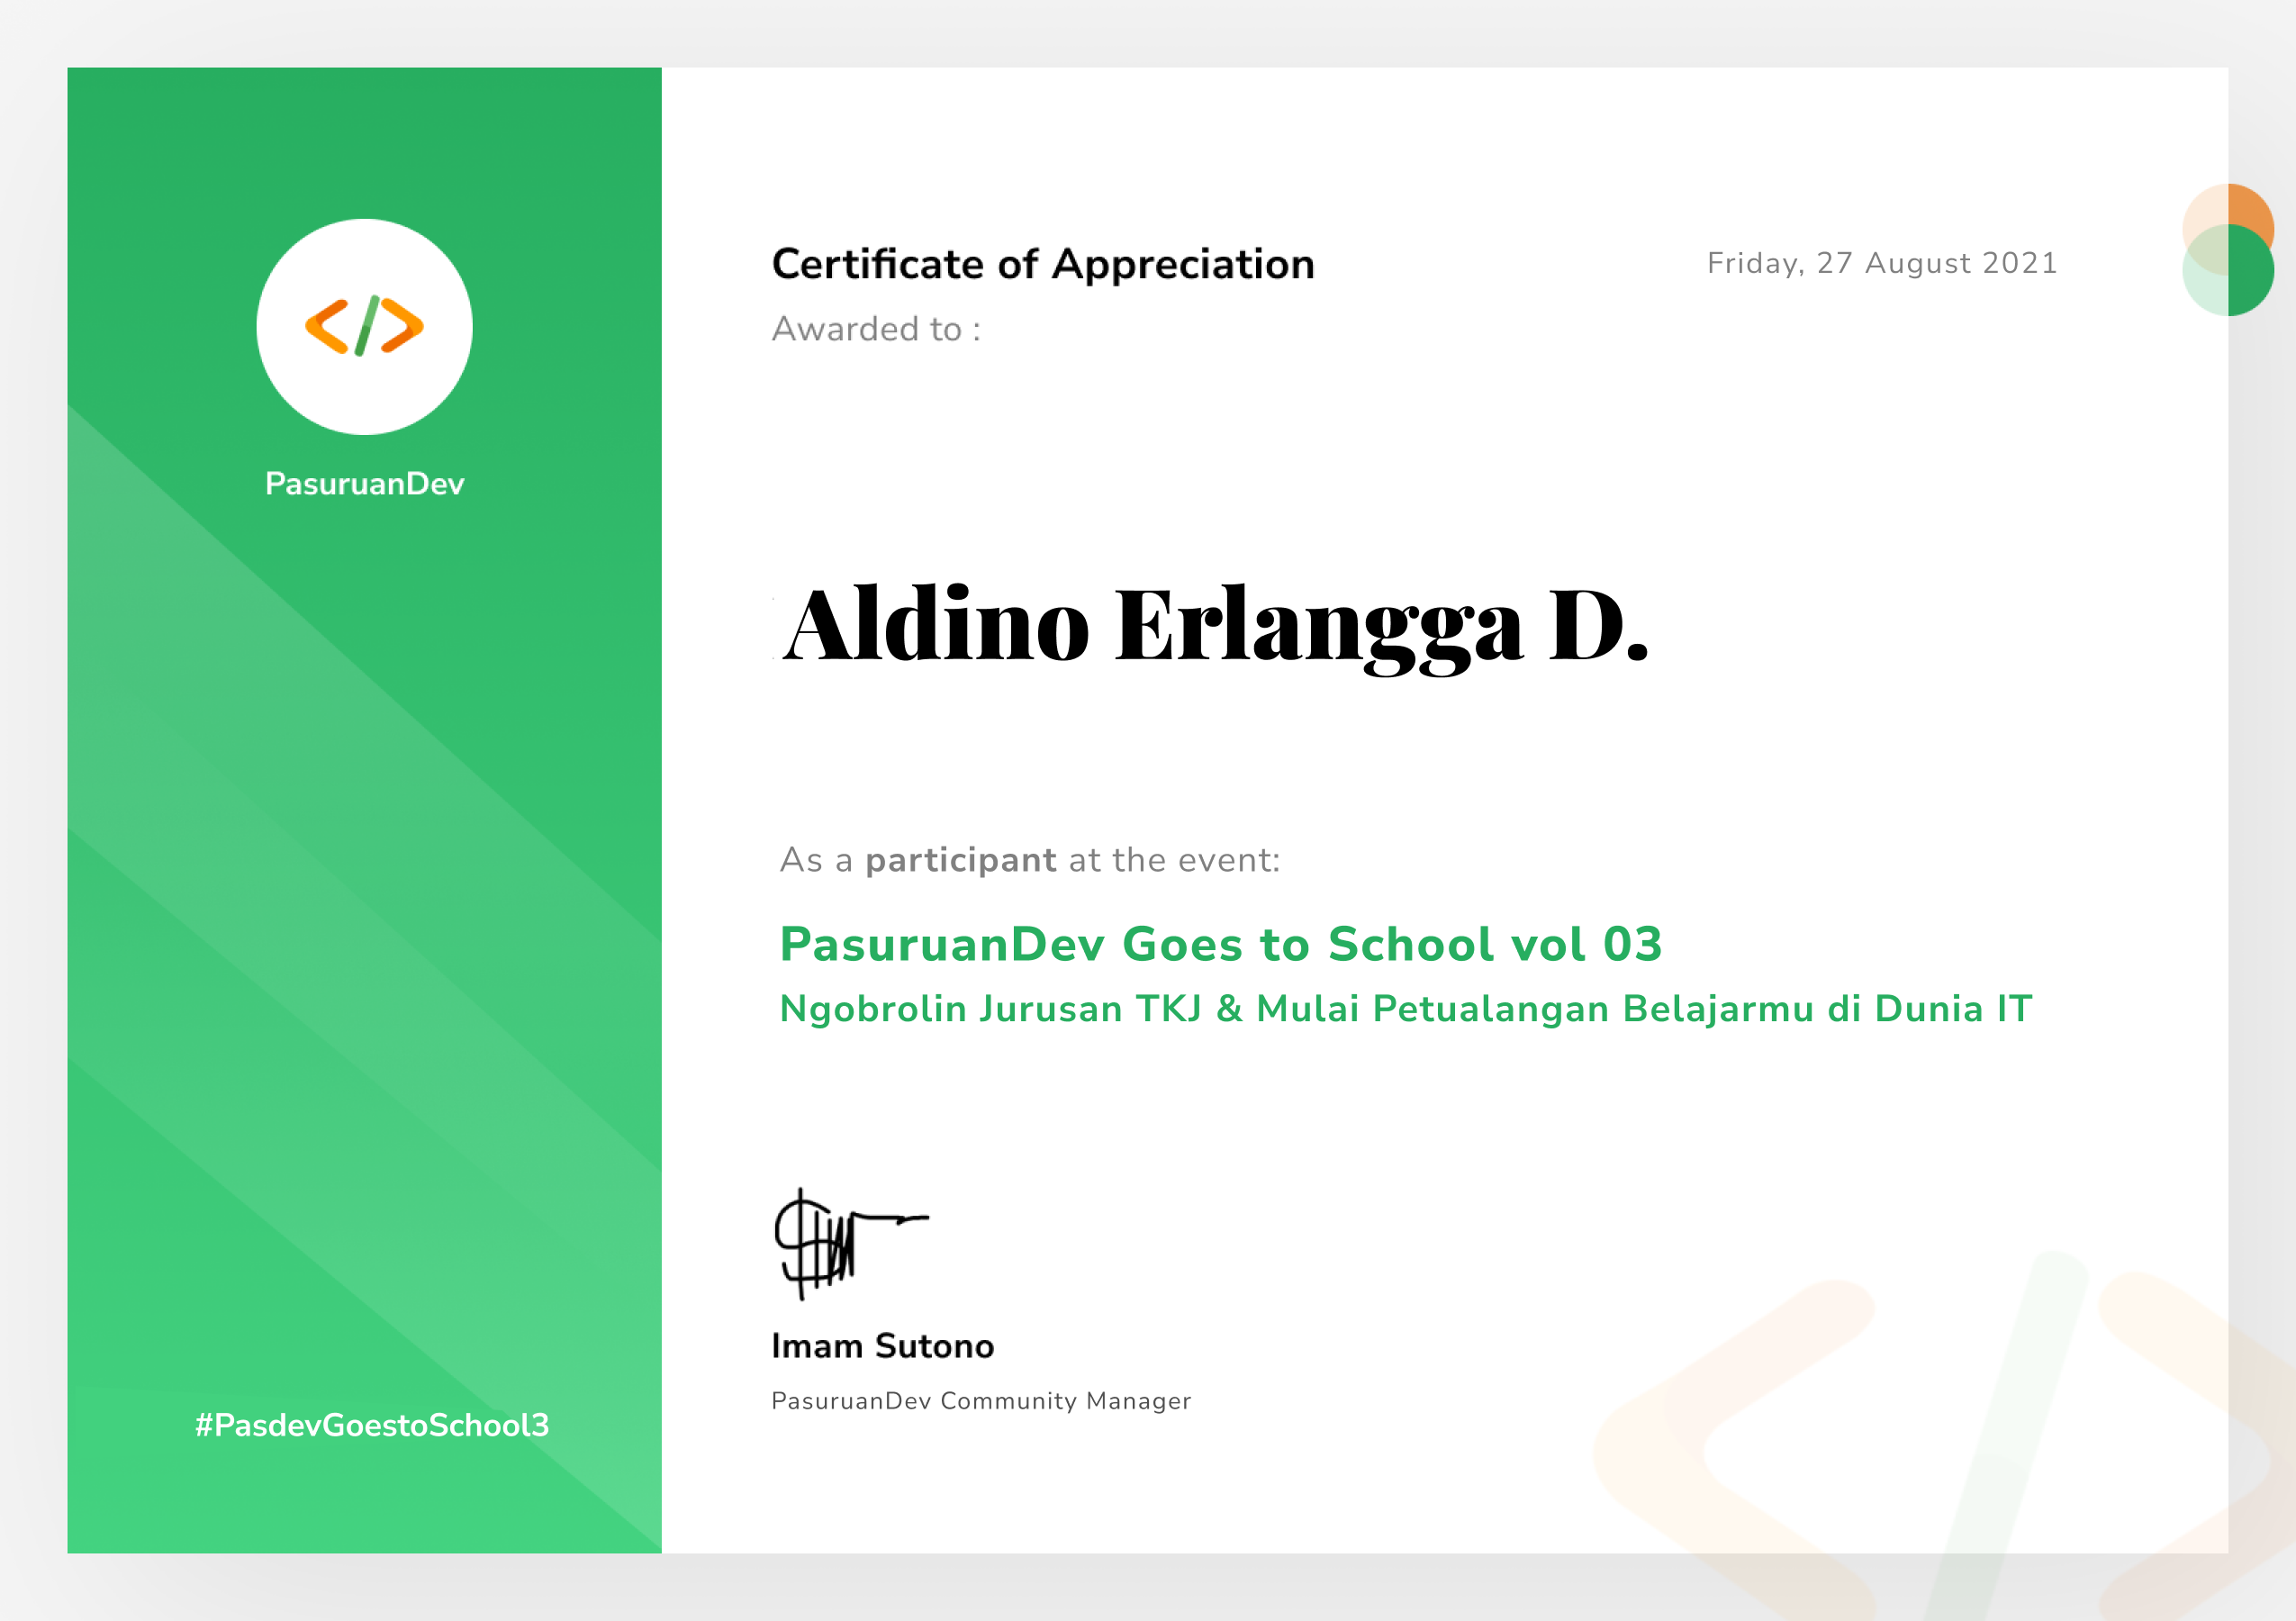 PasuruanDev
#PasdevGoestoSchool3
Certificate of Appreciation
Friday, 27 August 2021
Awarded to :
Aldino Erlangga D.
As a participant at the event:
PasuruanDev Goes to School vol 03
Ngobrolin Jurusan TKJ & Mulai Petualangan Belajarmu di Dunia IT
Imam Sutono
PasuruanDev Community Manager